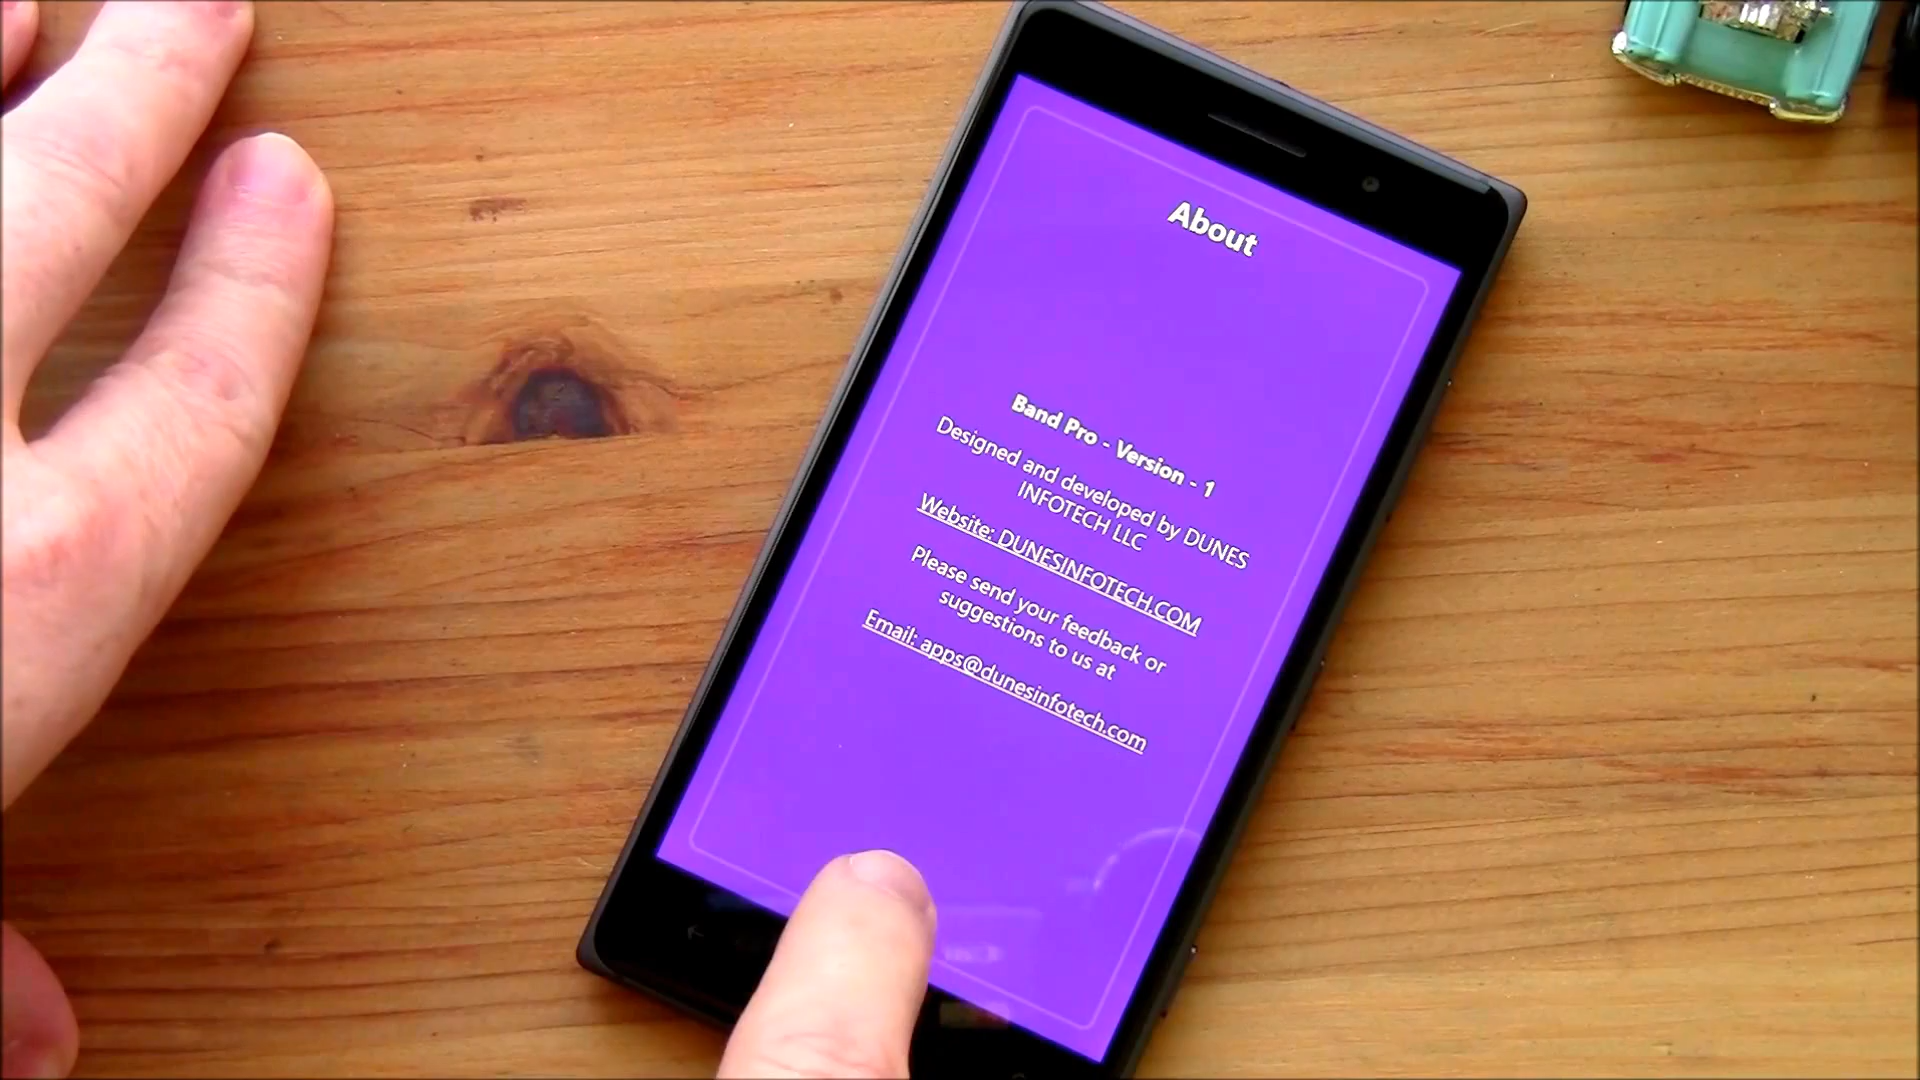 About
Band Pro - Version - 1
Designed and developed by DUNES
INFOTECH LLC
Website: DUNESINFOTECH.COM
Please send your feedback or
suggestions to us at
Email: apps@dunesinfotech.com